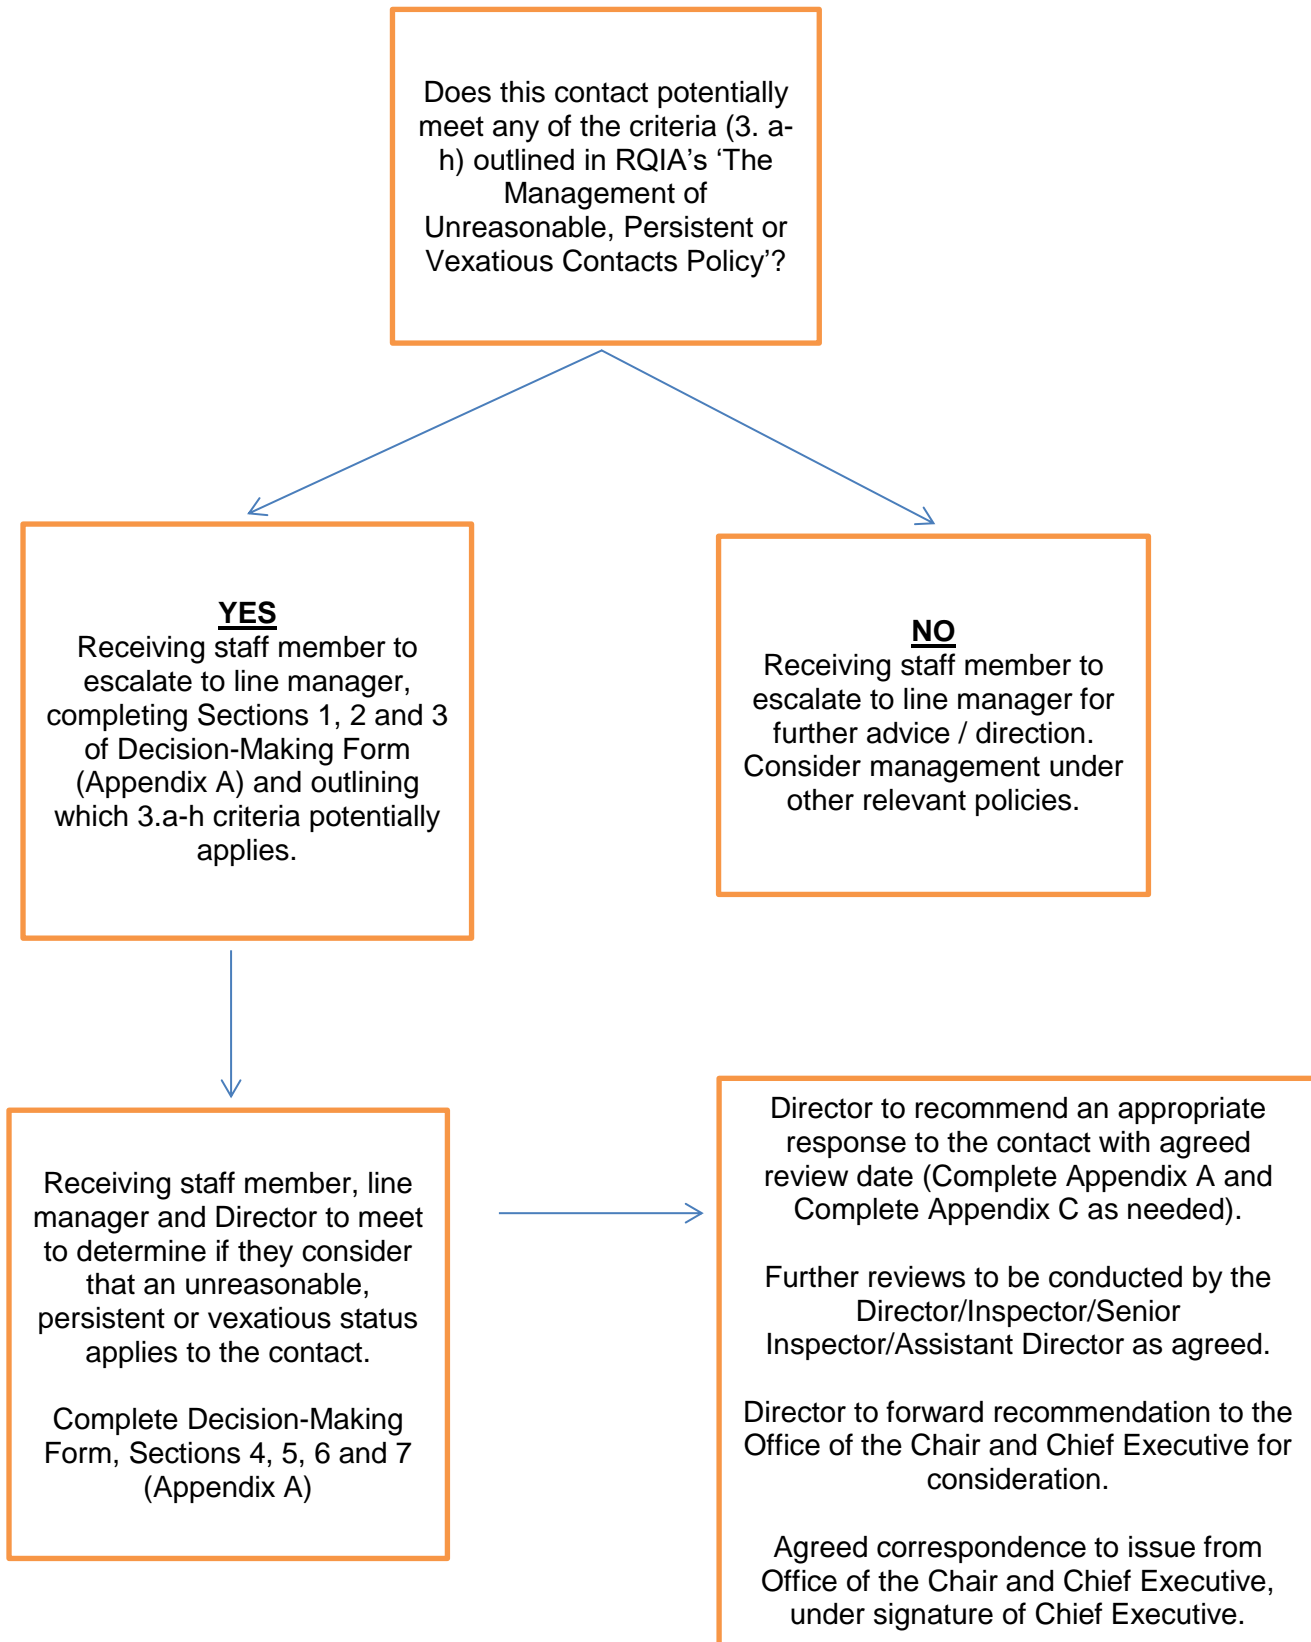 Does this contact potentially
meet any of the criteria (3. a-
h) outlined in RQIA’s ‘The
Management of
Unreasonable, Persistent or
Vexatious Contacts Policy’?
YES
Receiving staff member to
escalate to line manager,
completing Sections 1, 2 and 3
of Decision-Making Form
(Appendix A) and outlining
which 3.a-h criteria potentially
applies.
NO
Receiving staff member to
escalate to line manager for
further advice / direction.
Consider management under
other relevant policies.
Receiving staff member, line
manager and Director to meet
to determine if they consider
that an unreasonable,
persistent or vexatious status
applies to the contact.
Complete Decision-Making
Form, Sections 4, 5, 6 and 7
(Appendix A)
Director to recommend an appropriate
response to the contact with agreed
review date (Complete Appendix A and
Complete Appendix C as needed).
Further reviews to be conducted by the
Director/Inspector/Senior
Inspector/Assistant Director as agreed.
Director to forward recommendation to the
Office of the Chair and Chief Executive for
consideration.
Agreed correspondence to issue from
Office of the Chair and Chief Executive,
under signature of Chief Executive.